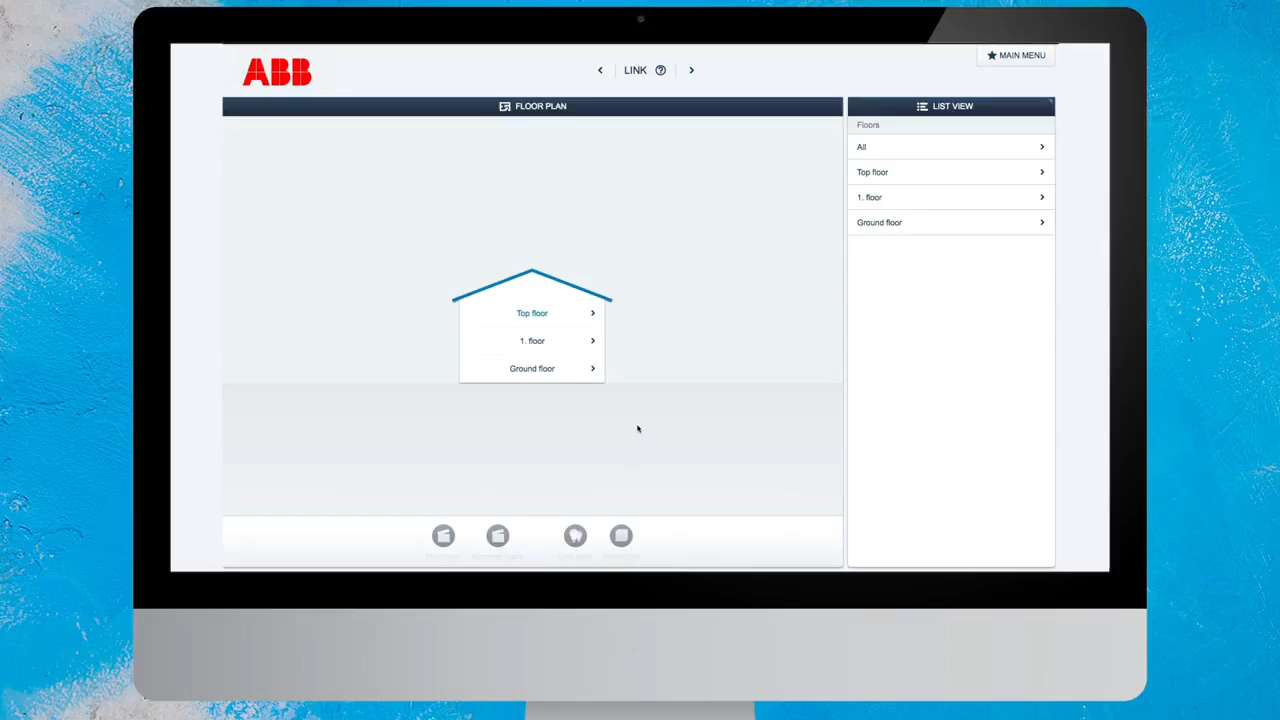 MAIN MENU
ABB
LINK
FLOOR PLAN
LIST VIEW
Floors
All
Top floor
1. floor
Ground floor
Top floor
1. floor
Ground floor